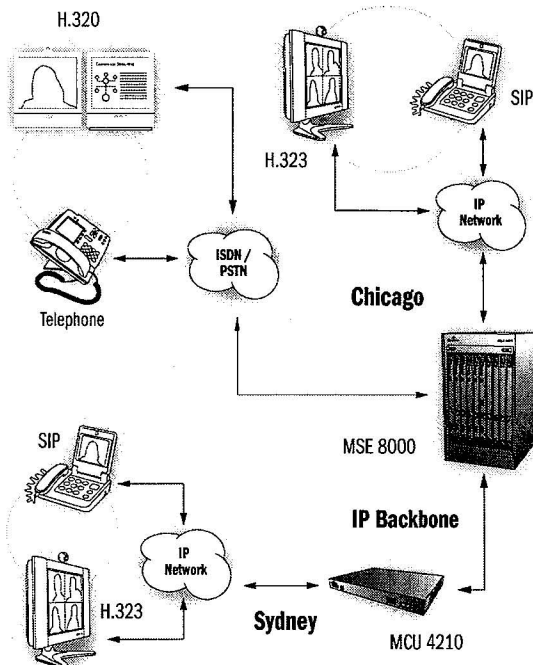 H.320
SIP
H.323
IP
Network
ISDN /
PSTN
Telephone
Chicago
MSE 8000
SIP
IP Backbone
IP
Network
H.323
Sydney
MCU 4210